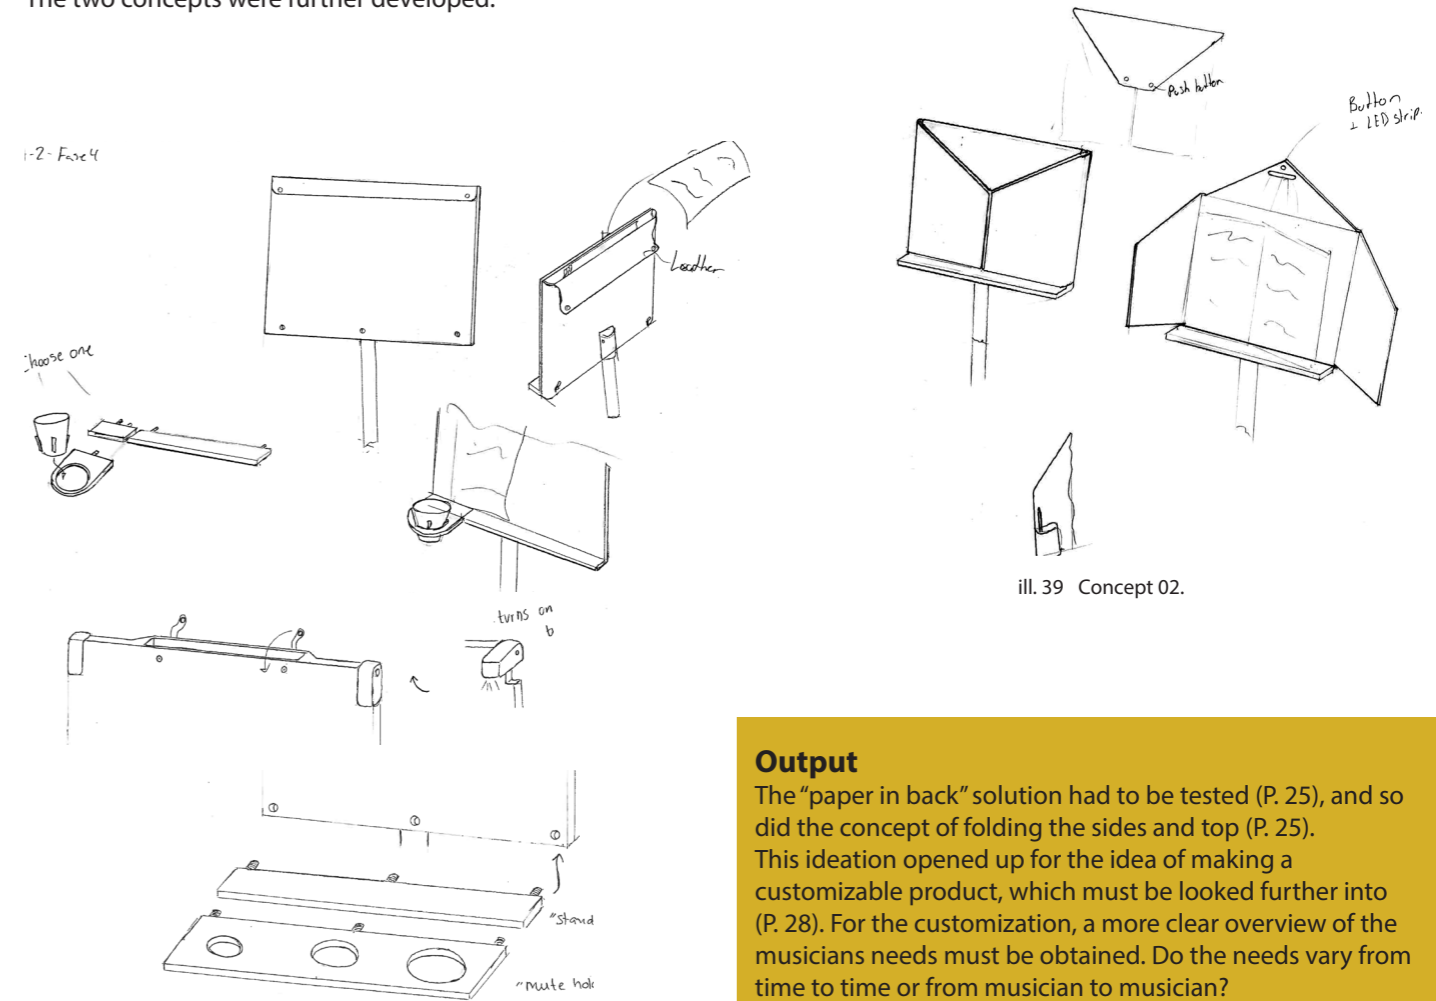 The two concepts were further developed.
-2- Fase 4
Push button
Button
+ LED strip
Leather
Choose one
turns on
b
ill. 39   Concept 02.
"Stand
"Mute hol
Output
The “paper in back” solution had to be tested (P. 25), and so
did the concept of folding the sides and top (P. 25).
This ideation opened up for the idea of making a
customizable product, which must be looked further into
(P. 28). For the customization, a more clear overview of the
musicians needs must be obtained. Do the needs vary from
time to time or from musician to musician?